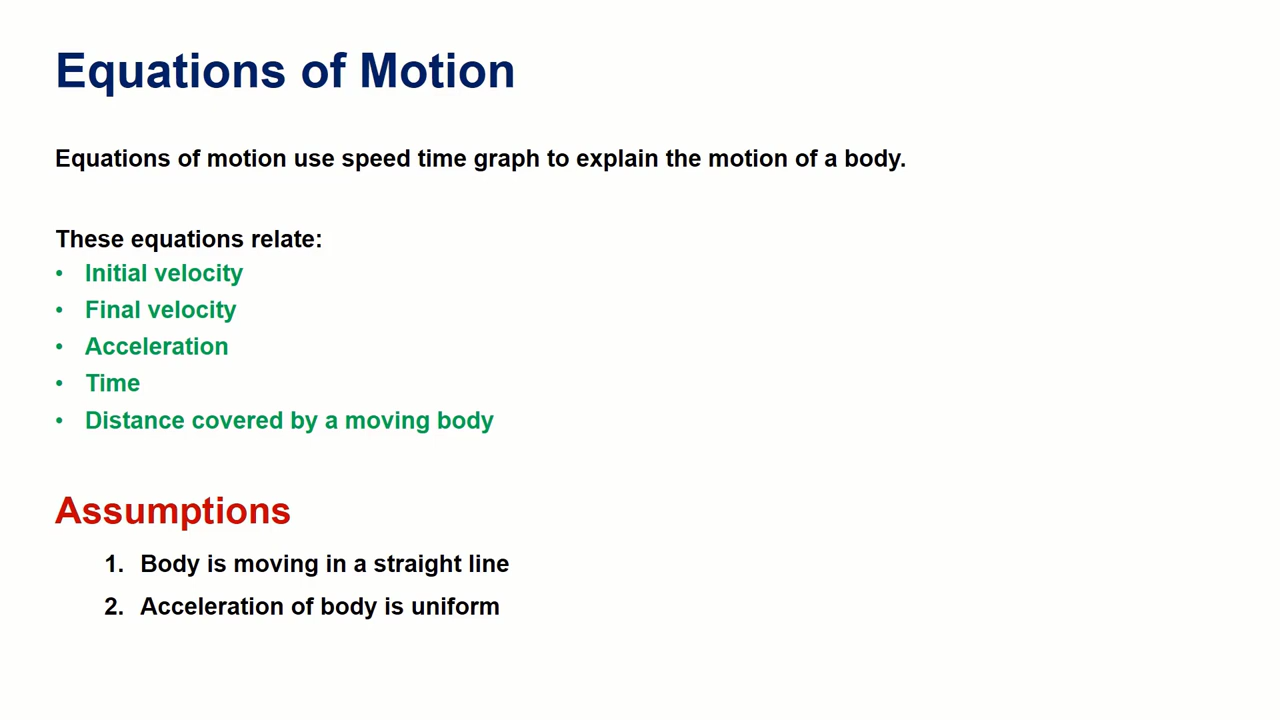 Equations of Motion
Equations of motion use speed time graph to explain the motion of a body.
These equations relate:
• Initial velocity
• Final velocity
• Acceleration
• Time
• Distance covered by a moving body
Assumptions
1. Body is moving in a straight line
2. Acceleration of body is uniform